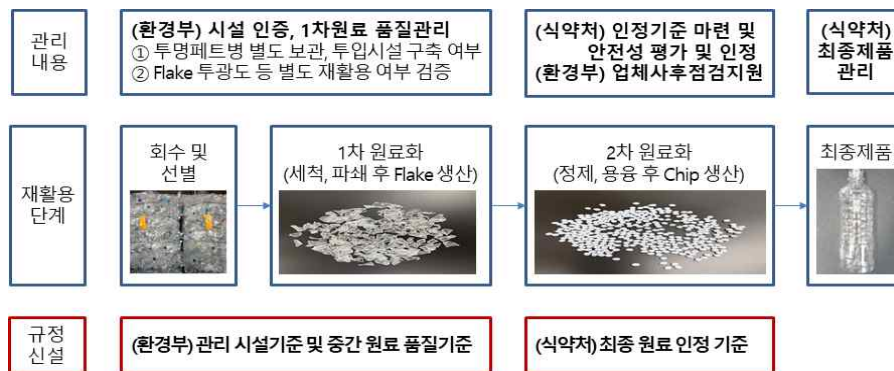 관리
내용
(환경부) 시설 인증, 1차원료 품질관리
① 투명페트병 별도 보관, 투입시설 구축 여부
② Flake 투광도 등 별도 재활용 여부 검증
(식약처) 인정기준 마련 및
안전성 평가 및 인정
(환경부) 업체사후점검지원
(식약처)
최종제품
관리
재활용
단계
회수 및
선별
1차 원료화
(세척, 파쇄 후 Flake 생산)
2차 원료화
(정제, 용융 후 Chip 생산)
최종제품
규정
신설
(환경부) 관리 시설기준 및 중간 원료 품질기준
(식약처) 최종 원료 인정 기준